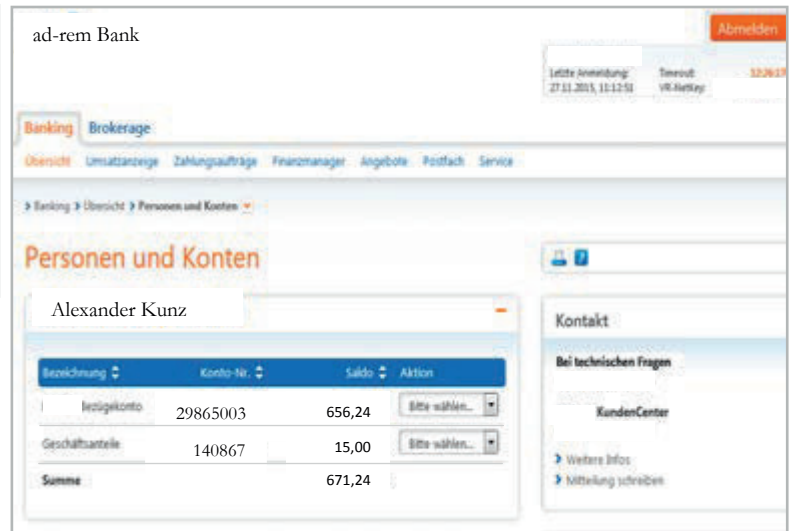 ad-rem Bank
Abmelden
Letzte Anmeldung: Timeout:
27.11.2015, 11:12:51 VR-NetKey:
Banking Brokerage
Übersicht Umsatzanzeige Zahlungsaufträge Finanzmanager Angebote Postfach Service
Banking Übersicht Personen und Konten
Personen und Konten
Alexander Kunz
Kontakt
Bei technischen Fragen
KundenCenter
Weitere Infos
Mitteilung schreiben
Bezeichnung Konto-Nr. Saldo Aktion
29865003 656,24 Bitte wählen...
Geschäftsanteile 140867 15,00 Bitte wählen...
Summe 671,24